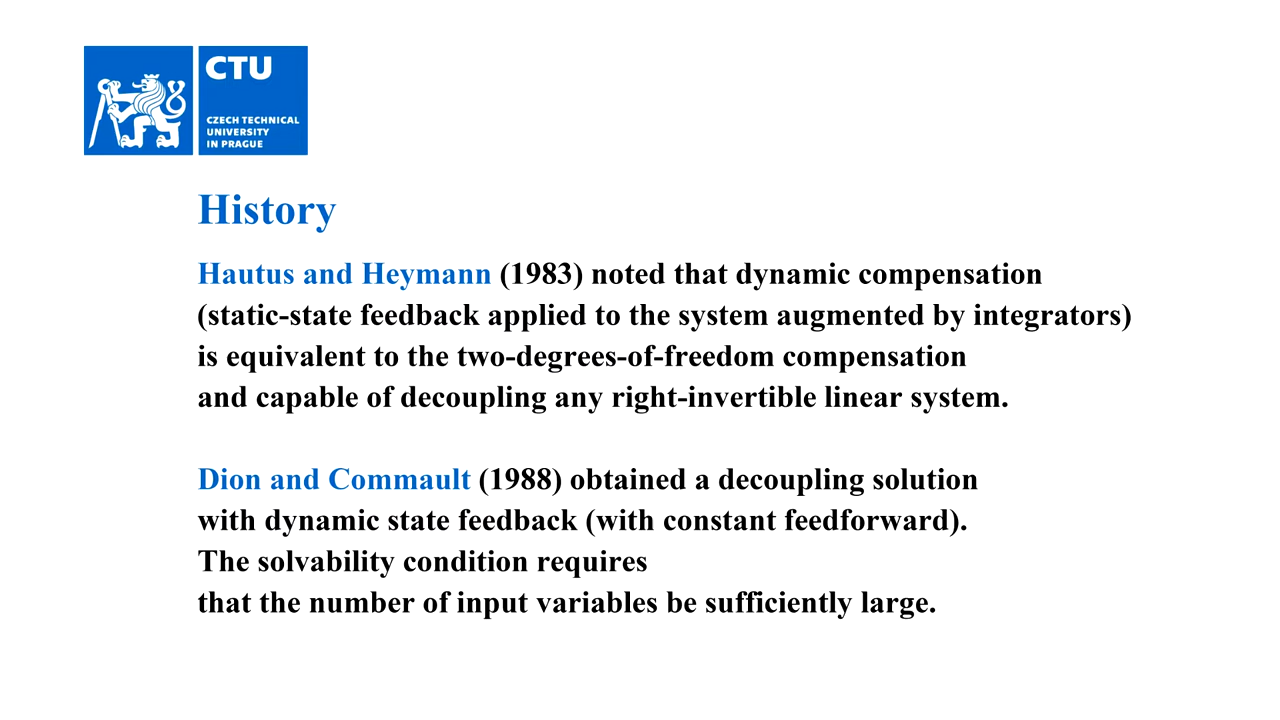 CTU
CZECH TECHNICAL
UNIVERSITY
IN PRAGUE
History
Hautus and Heymann (1983) noted that dynamic compensation
(static-state feedback applied to the system augmented by integrators)
is equivalent to the two-degrees-of-freedom compensation
and capable of decoupling any right-invertible linear system.
Dion and Commault (1988) obtained a decoupling solution
with dynamic state feedback (with constant feedforward).
The solvability condition requires
that the number of input variables be sufficiently large.